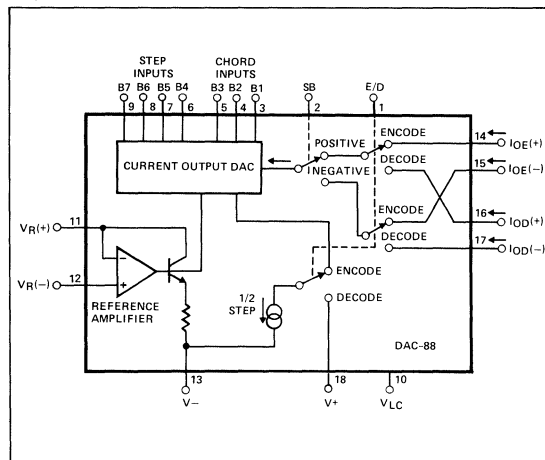 STEP INPUTS
CHORD INPUTS
B7 B6 B5 B4 B3 B2 B1 SB E/D
9 8 7 6 5 4 3 2 1
ENCODE
14 IOE(+)
POSITIVE
CURRENT OUTPUT DAC
15 IOE(−)
NEGATIVE
DECODE
ENCODE
16 IOD(+)
VR(+) 11
DECODE
17 IOD(−)
−
ENCODE
VR(−) 12
+
REFERENCE AMPLIFIER
1/2 STEP
DECODE
DAC-88
13 18 10
V− V+ VLC